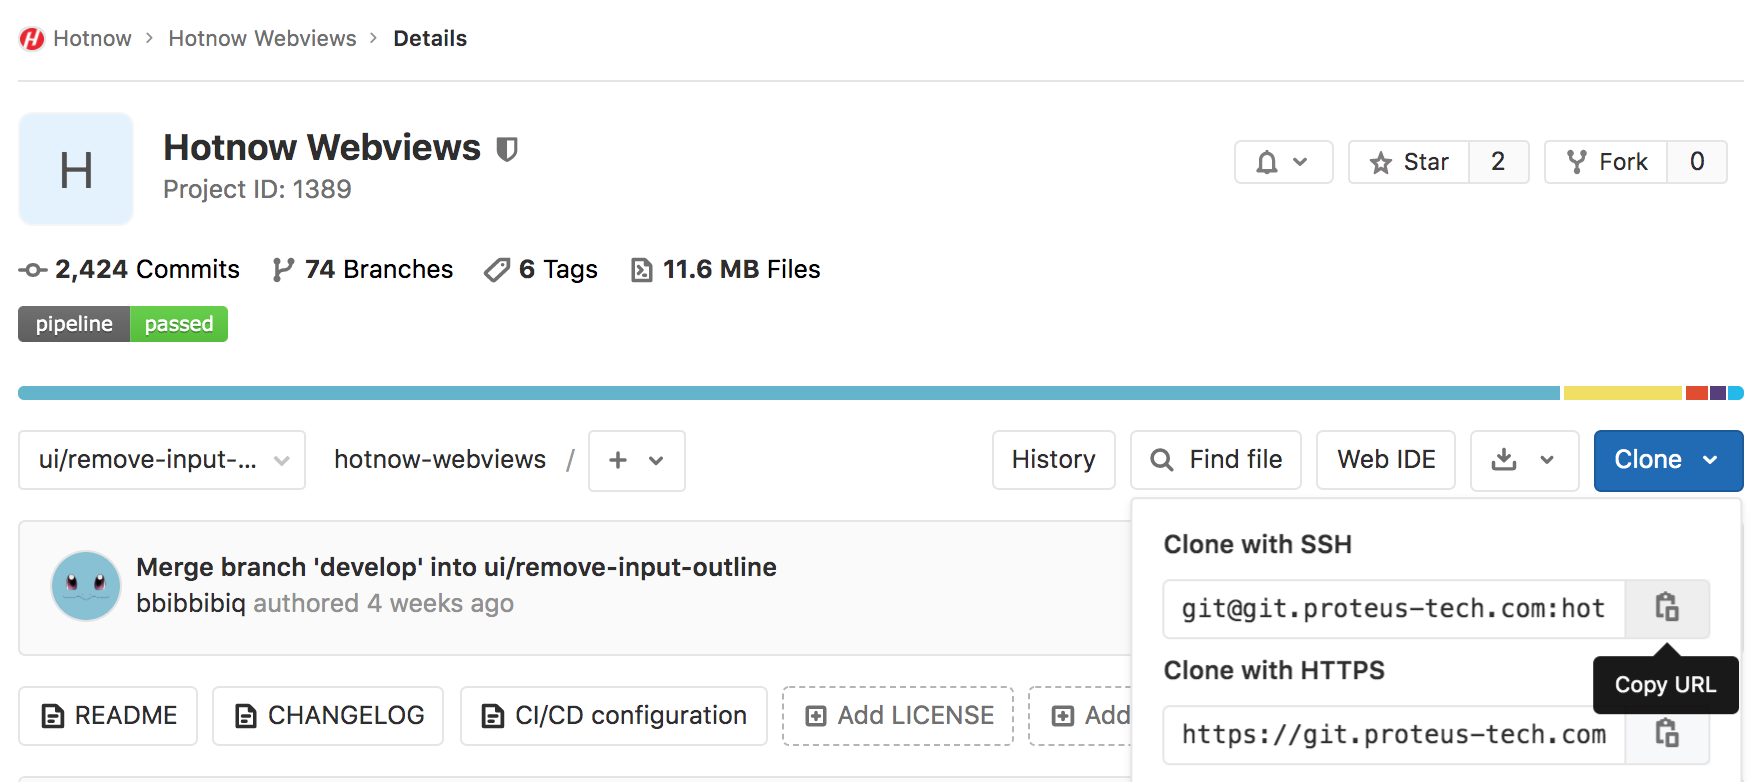 Hotnow > Hotnow Webviews > Details
H
Hotnow Webviews
Project ID: 1389
Star 2
Fork 0
2,424 Commits 74 Branches 6 Tags 11.6 MB Files
pipeline passed
ui/remove-input-... hotnow-webviews / + History Find file Web IDE Clone
Merge branch 'develop' into ui/remove-input-outline
bbibbibiq authored 4 weeks ago
Clone with SSH
git@git.proteus-tech.com:hot
Clone with HTTPS
Copy URL
https://git.proteus-tech.com
README CHANGELOG CI/CD configuration Add LICENSE Add